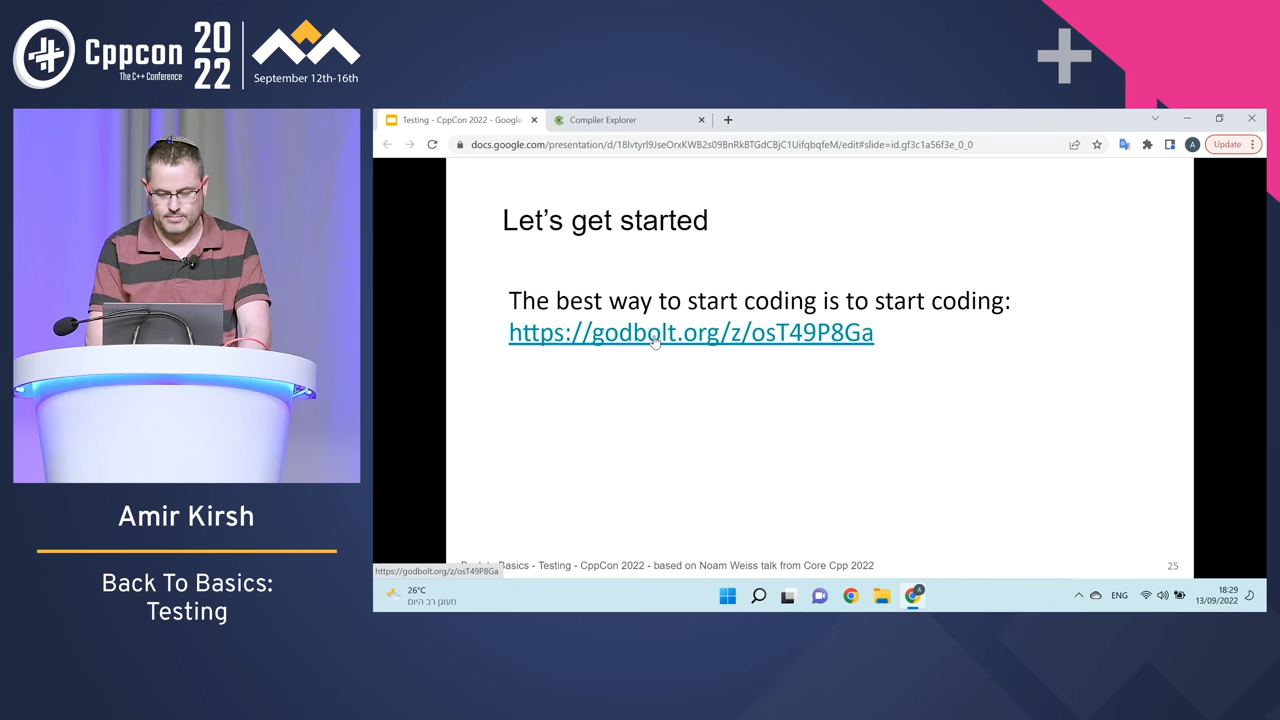 Cppcon
The C++ Conference
20
22
September 12th-16th
Testing - CppCon 2022 - Google
Compiler Explorer
docs.google.com/presentation/d/18lvtyrl9JseOrxKWB2s09BnRkBTGdCBjC1UifqbqfeM/edit#slide=id.gf3c1a56f3e_0_0
A
Update
Let's get started
The best way to start coding is to start coding:
https://godbolt.org/z/osT49P8Ga
Basics - Testing - CppCon 2022 - based on Noam Weiss talk from Core Cpp 2022
25
https://godbolt.org/z/osT49P8Ga
26°C
מעונן רב היום
ENG
18:29
13/09/2022
Amir Kirsh
Back To Basics:
Testing